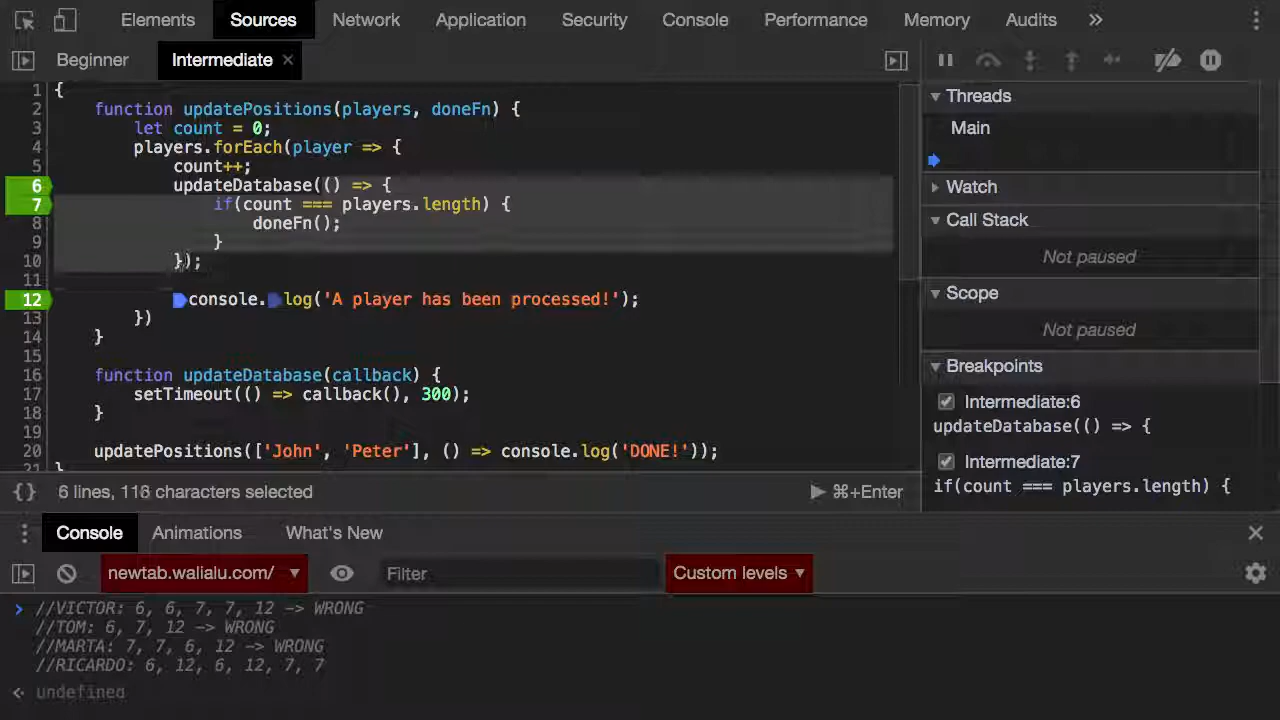 Elements Sources Network Application Security Console Performance Memory Audits »
Beginner Intermediate ×
1 {
2 function updatePositions(players, doneFn) {
3 let count = 0;
4 players.forEach(player => {
5 count++;
6 updateDatabase(() => {
7 if(count === players.length) {
8 doneFn();
9 }
10 });
11
12 console.log('A player has been processed!');
13 })
14 }
15
16 function updateDatabase(callback) {
17 setTimeout(() => callback(), 300);
18 }
19
20 updatePositions(['John', 'Peter'], () => console.log('DONE!'));
21 }
{} 6 lines, 116 characters selected ⌘+Enter
Threads
Main
Watch
Call Stack
Not paused
Scope
Not paused
Breakpoints
Intermediate:6
updateDatabase(() => {
Intermediate:7
if(count === players.length) {
Console Animations What's New ×
newtab.walialu.com/ ▼ Filter Custom levels ▼
> //VICTOR: 6, 6, 7, 7, 12 -> WRONG
//TOM: 6, 7, 12 -> WRONG
//MARTA: 7, 7, 6, 12 -> WRONG
//RICARDO: 6, 12, 6, 12, 7, 7
undefined